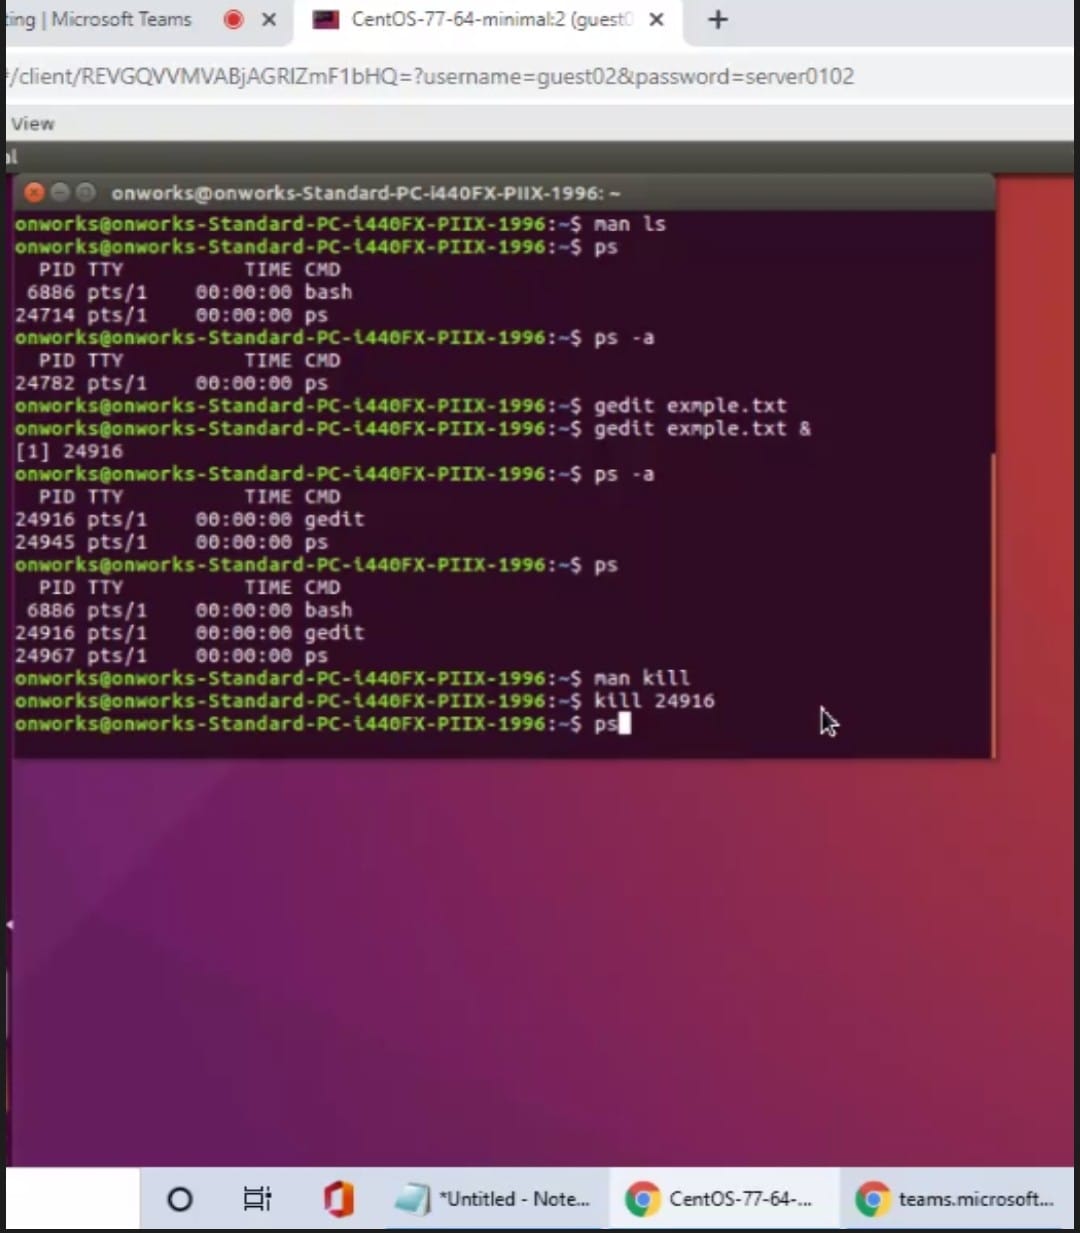 ting | Microsoft Teams
CentOS-77-64-minimal:2 (guest0
/client/REVGQVVMVABjAGRIZmF1bHQ=?username=guest02&password=server0102
View
al
onworks@onworks-Standard-PC-i440FX-PIIX-1996: ~
onworks@onworks-Standard-PC-i440FX-PIIX-1996:~$ man ls
onworks@onworks-Standard-PC-i440FX-PIIX-1996:~$ ps
PID TTY TIME CMD
6886 pts/1 00:00:00 bash
24714 pts/1 00:00:00 ps
onworks@onworks-Standard-PC-i440FX-PIIX-1996:~$ ps -a
PID TTY TIME CMD
24782 pts/1 00:00:00 ps
onworks@onworks-Standard-PC-i440FX-PIIX-1996:~$ gedit exmple.txt
onworks@onworks-Standard-PC-i440FX-PIIX-1996:~$ gedit exmple.txt &
[1] 24916
onworks@onworks-Standard-PC-i440FX-PIIX-1996:~$ ps -a
PID TTY TIME CMD
24916 pts/1 00:00:00 gedit
24945 pts/1 00:00:00 ps
onworks@onworks-Standard-PC-i440FX-PIIX-1996:~$ ps
PID TTY TIME CMD
6886 pts/1 00:00:00 bash
24916 pts/1 00:00:00 gedit
24967 pts/1 00:00:00 ps
onworks@onworks-Standard-PC-i440FX-PIIX-1996:~$ man kill
onworks@onworks-Standard-PC-i440FX-PIIX-1996:~$ kill 24916
onworks@onworks-Standard-PC-i440FX-PIIX-1996:~$ ps
*Untitled - Note...
CentOS-77-64-...
teams.microsoft...